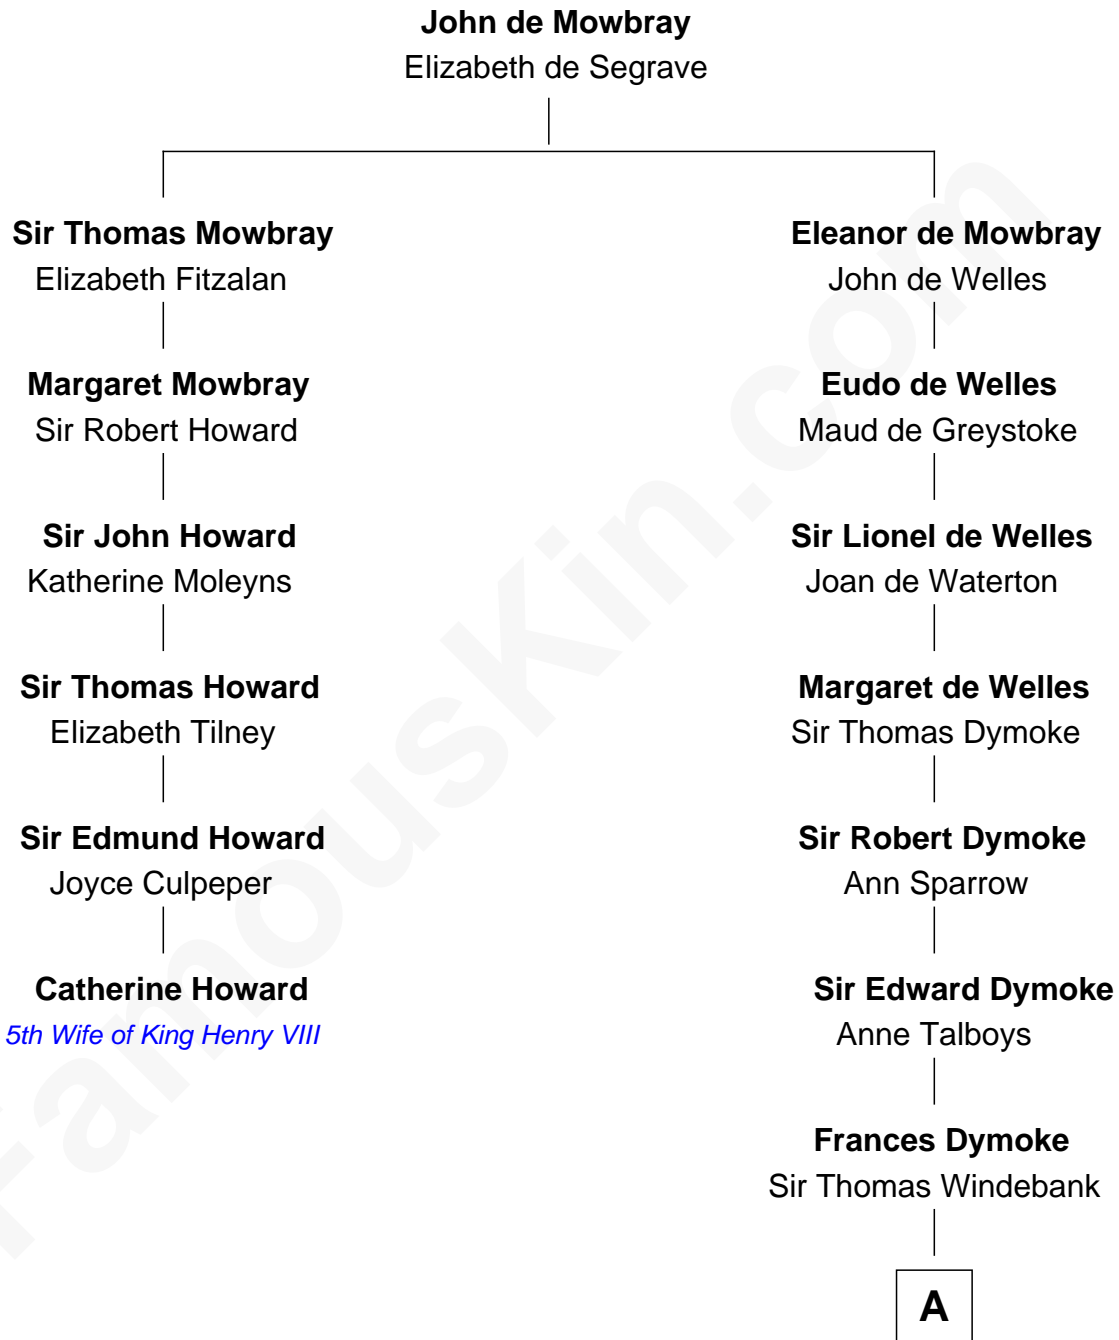 John de Mowbray
Elizabeth de Segrave
Sir Thomas Mowbray
Elizabeth Fitzalan
Margaret Mowbray
Sir Robert Howard
Sir John Howard
Katherine Moleyns
Sir Thomas Howard
Elizabeth Tilney
Sir Edmund Howard
Joyce Culpeper
Catherine Howard
5th Wife of King Henry VIII
Eleanor de Mowbray
John de Welles
Eudo de Welles
Maud de Greystoke
Sir Lionel de Welles
Joan de Waterton
Margaret de Welles
Sir Thomas Dymoke
Sir Robert Dymoke
Ann Sparrow
Sir Edward Dymoke
Anne Talboys
Frances Dymoke
Sir Thomas Windebank
A
FamousKin.com